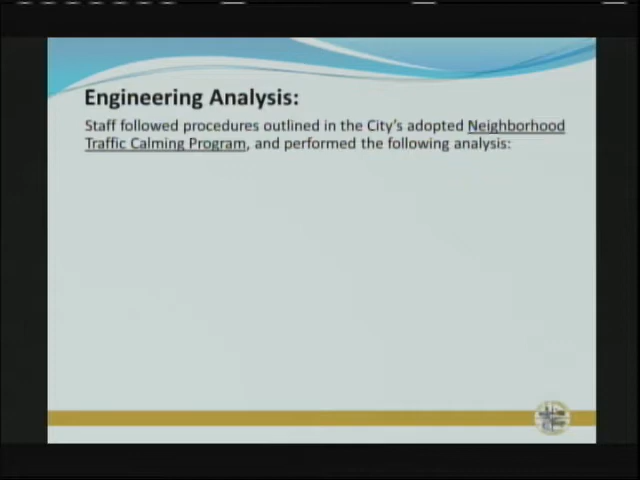 Engineering Analysis:
Staff followed procedures outlined in the City's adopted Neighborhood
Traffic Calming Program, and performed the following analysis: